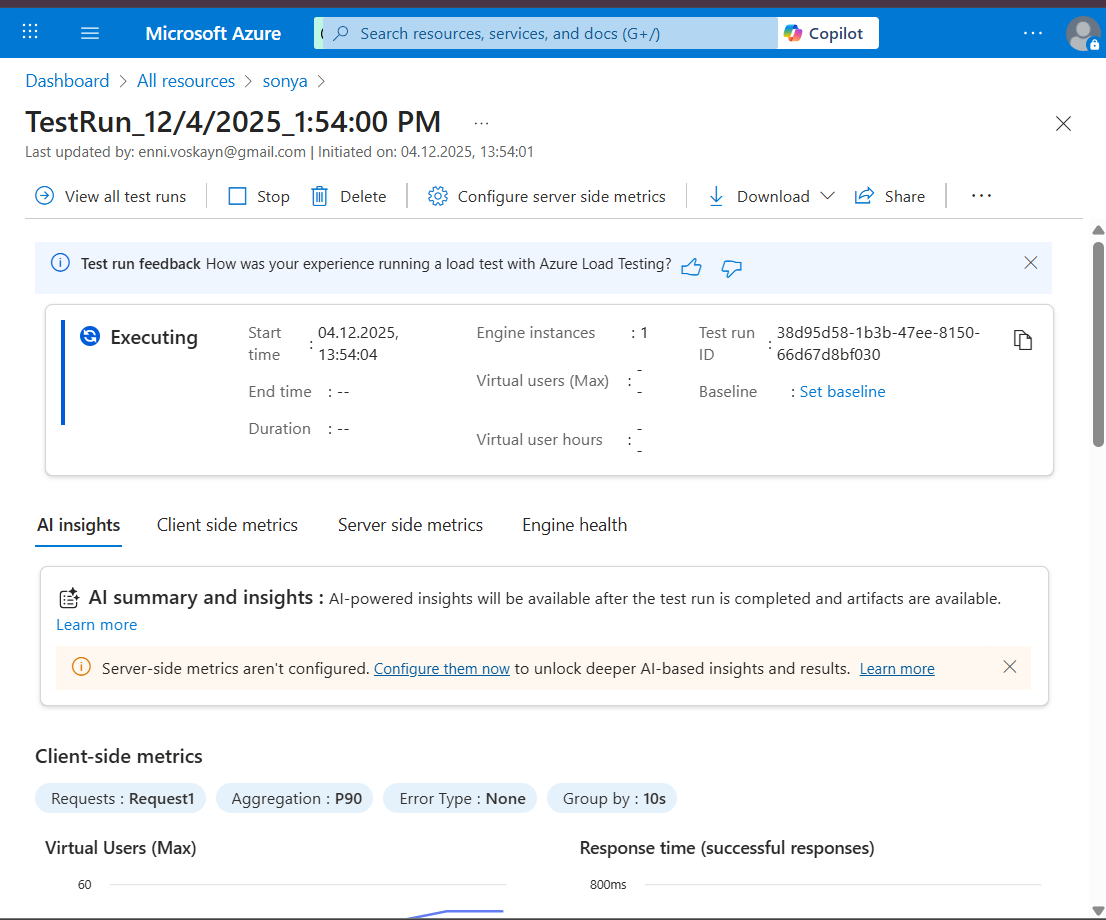 Microsoft Azure
Search resources, services, and docs (G+/)
Copilot
Dashboard > All resources > sonya >
TestRun_12/4/2025_1:54:00 PM ...
Last updated by: enni.voskayn@gmail.com | Initiated on: 04.12.2025, 13:54:01
View all test runs Stop Delete Configure server side metrics Download Share ...
Test run feedback How was your experience running a load test with Azure Load Testing?
Executing
Start time : 04.12.2025, 13:54:04
End time : --
Duration : --
Engine instances : 1
Virtual users (Max) : --
Virtual user hours : --
Test run ID : 38d95d58-1b3b-47ee-8150-66d67d8bf030
Baseline : Set baseline
AI insights Client side metrics Server side metrics Engine health
AI summary and insights : AI-powered insights will be available after the test run is completed and artifacts are available.
Learn more
Server-side metrics aren't configured. Configure them now to unlock deeper AI-based insights and results. Learn more
Client-side metrics
Requests : Request1 Aggregation : P90 Error Type : None Group by : 10s
Virtual Users (Max)
60
Response time (successful responses)
800ms